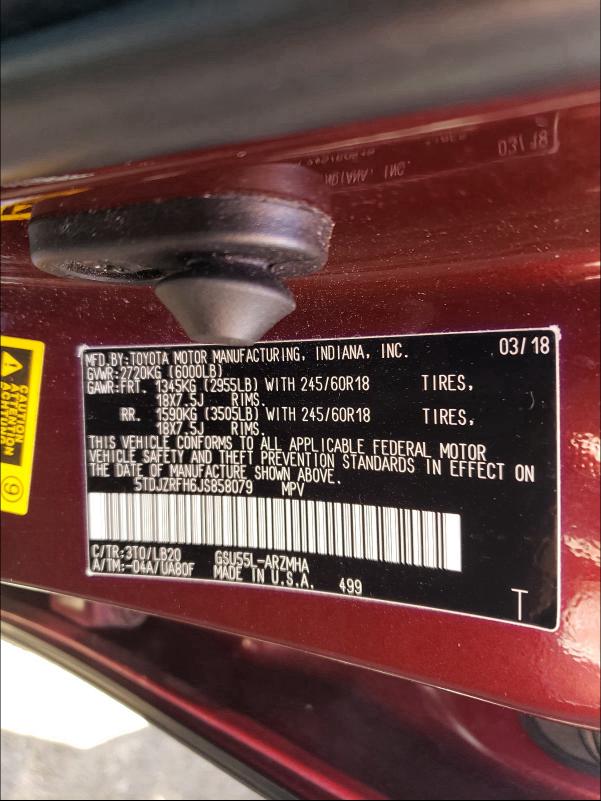 MFD.BY:TOYOTA MOTOR MANUFACTURING, INDIANA, INC. 03/18
GVWR:2720KG (6000LB)
GAWR:FRT. 1345KG (2955LB) WITH 245/60R18 TIRES,
18X7.5J RIMS.
RR. 1590KG (3505LB) WITH 245/60R18 TIRES,
18X7.5J RIMS.
THIS VEHICLE CONFORMS TO ALL APPLICABLE FEDERAL MOTOR
VEHICLE SAFETY AND THEFT PREVENTION STANDARDS IN EFFECT ON
THE DATE OF MANUFACTURE SHOWN ABOVE.
5TDJZRFH6JS858079 MPV
C/TR:3T0/LB20 GSU55L-ARZMHA
A/TM:-04A/UA80F MADE IN U.S.A. 499
T
CAUTION
ATTENTION
9